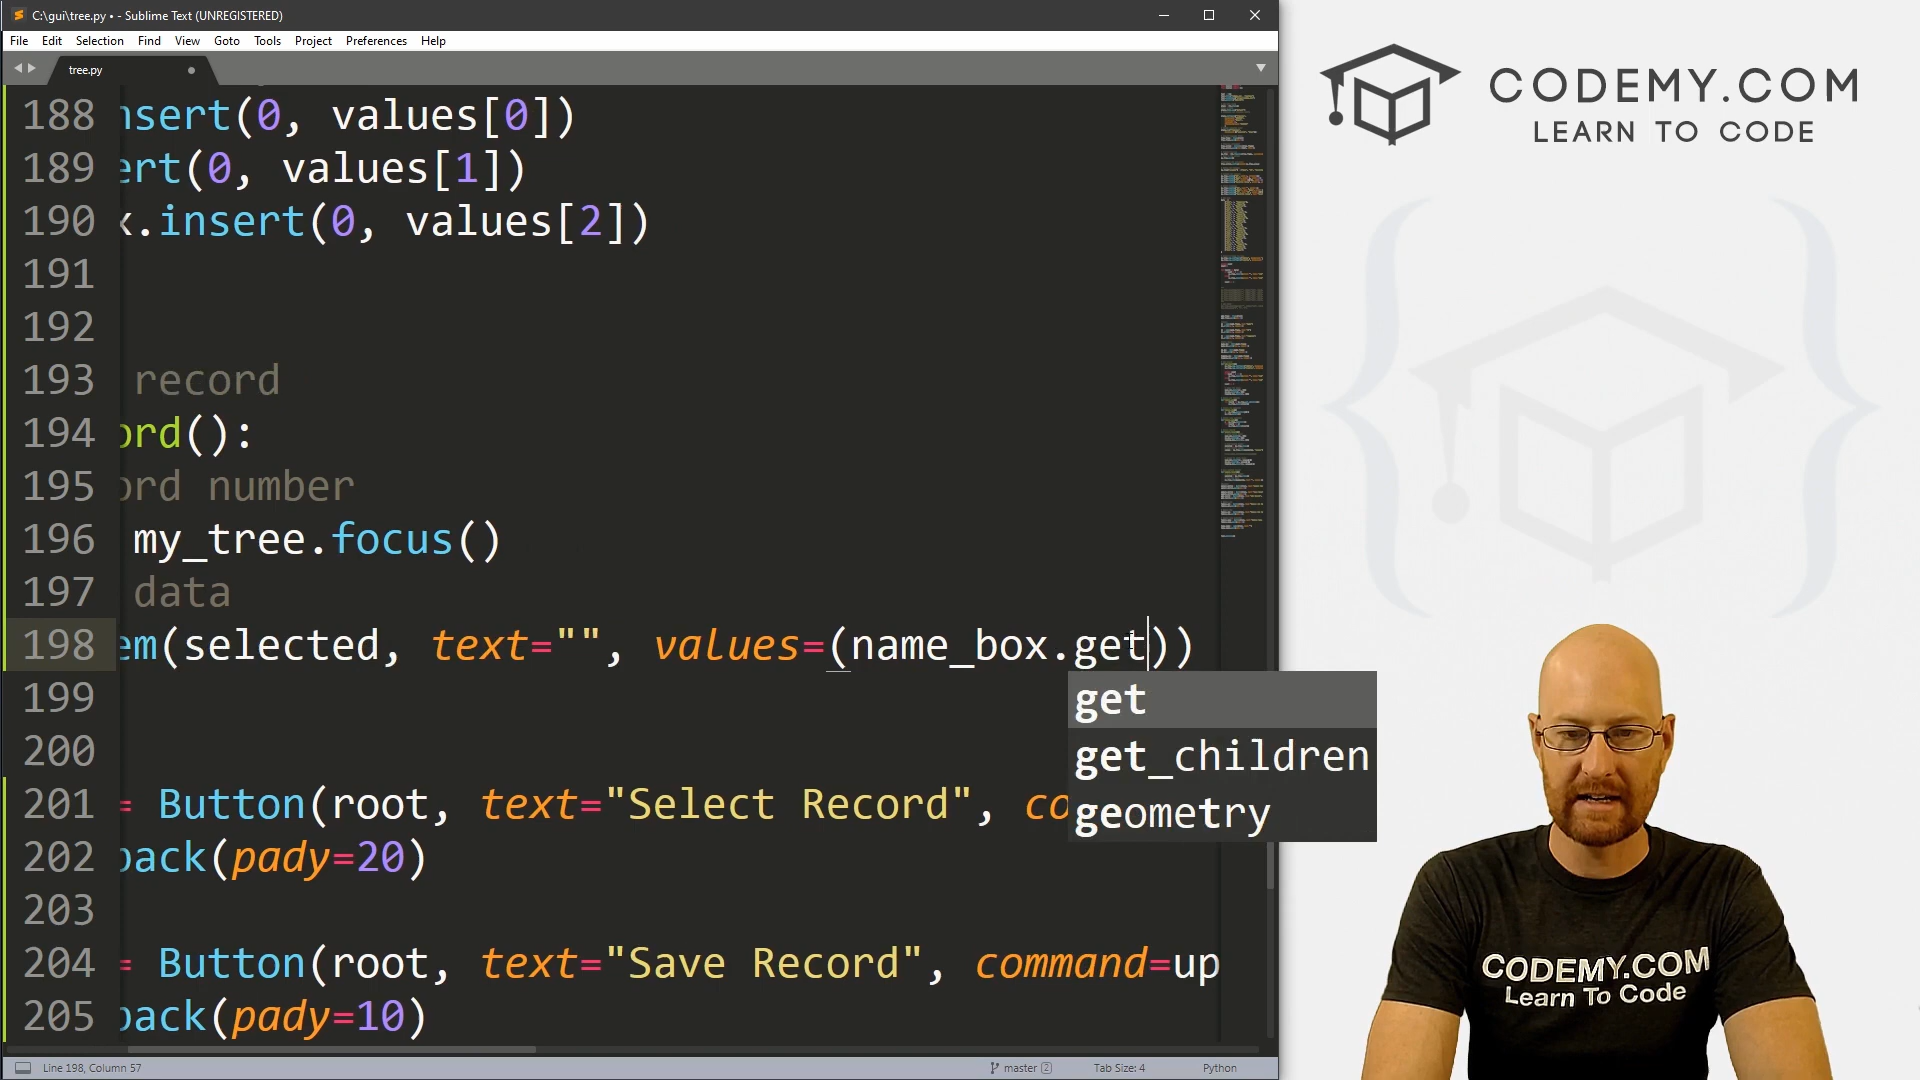 C:\gui\tree.py • - Sublime Text (UNREGISTERED)
File Edit Selection Find View Goto Tools Project Preferences Help
tree.py
188 nsert(0, values[0])
189 ert(0, values[1])
190 x.insert(0, values[2])
191
192
193 record
194 ord():
195 ord number
196 my_tree.focus()
197 data
198 em(selected, text="", values=(name_box.get))
199
get
200
get_children
201 = Button(root, text="Select Record", co
geometry
202 pack(pady=20)
203
204 = Button(root, text="Save Record", command=up
205 pack(pady=10)
Line 198, Column 57
master 2
Tab Size: 4
Python
CODEMY.COM
LEARN TO CODE
CODEMY.COM
Learn To Code